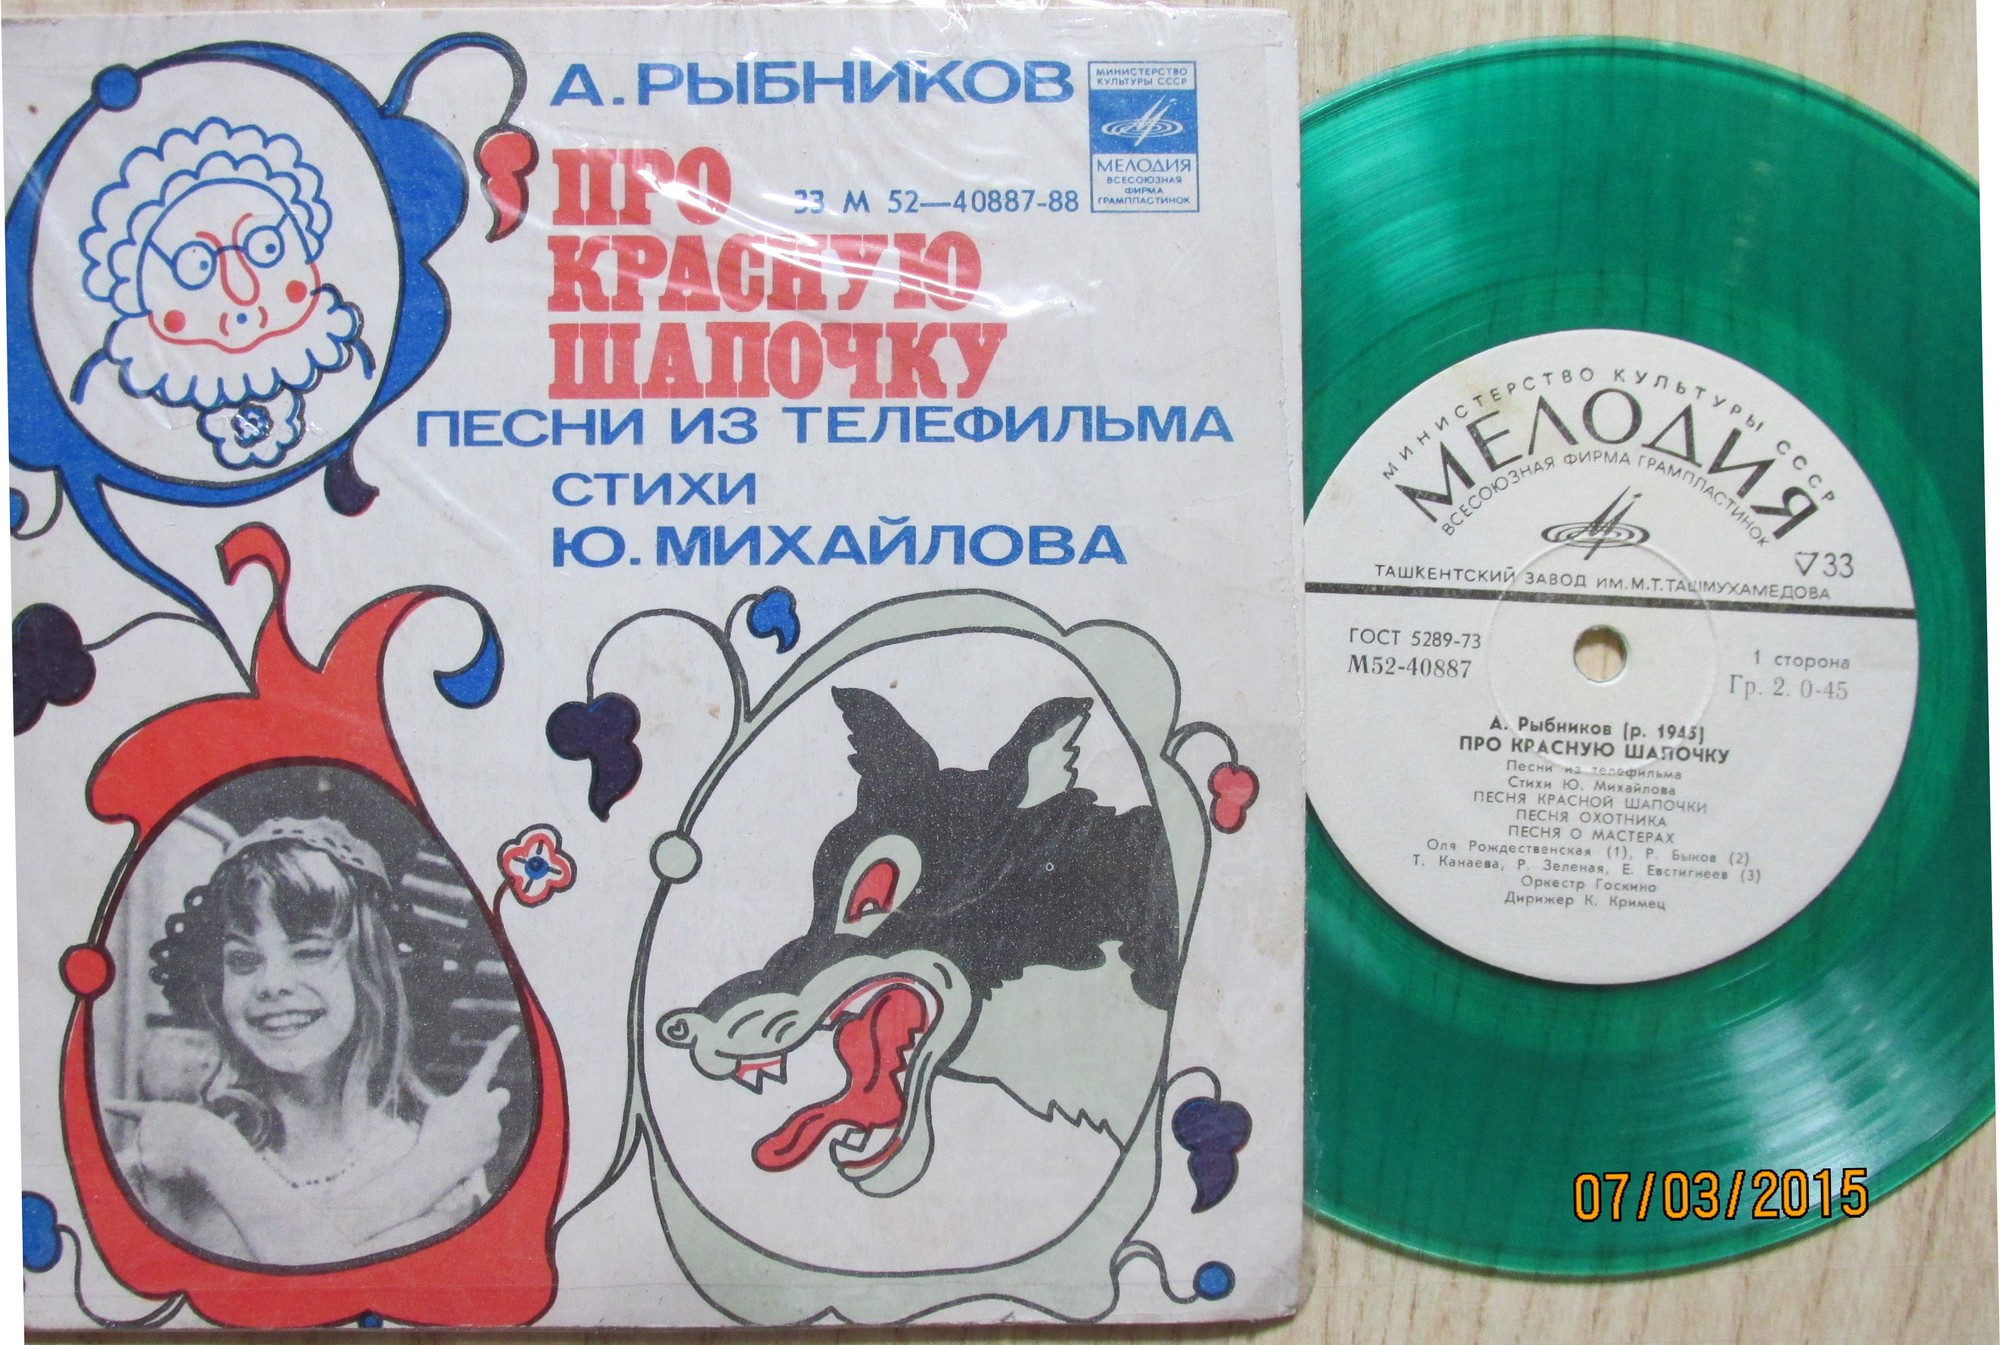 А. РЫБНИКОВ
МИНИСТЕРСТВО
КУЛЬТУРЫ СССР
МЕЛОДИЯ
ВСЕСОЮЗНАЯ
ФИРМА
ГРАМПЛАСТИНОК
33 М 52—40887-88
ПРО
КРАСНУЮ
ШАПОЧКУ
ПЕСНИ ИЗ ТЕЛЕФИЛЬМА
СТИХИ
Ю. МИХАЙЛОВА
МИНИСТЕРСТВО КУЛЬТУРЫ СССР
МЕЛОДИЯ
ВСЕСОЮЗНАЯ ФИРМА ГРАМПЛАСТИНОК
33
ТАШКЕНТСКИЙ ЗАВОД ИМ. М.Т. ТАШМУХАМЕДОВА
ГОСТ 5289-73
М52-40887
1 сторона
Гр. 2. 0-45
А. Рыбников (р. 1945)
ПРО КРАСНУЮ ШАПОЧКУ
Песни из телефильма
Стихи Ю. Михайлова
ПЕСНЯ КРАСНОЙ ШАПОЧКИ
ПЕСНЯ ОХОТНИКА
ПЕСНЯ О МАСТЕРАХ
Оля Рождественская (1), Р. Быков (2)
Т. Канаева, Р. Зеленая, Е. Евстигнеев (3)
Оркестр Госкино
Дирижер К. Кримец
07/03/2015